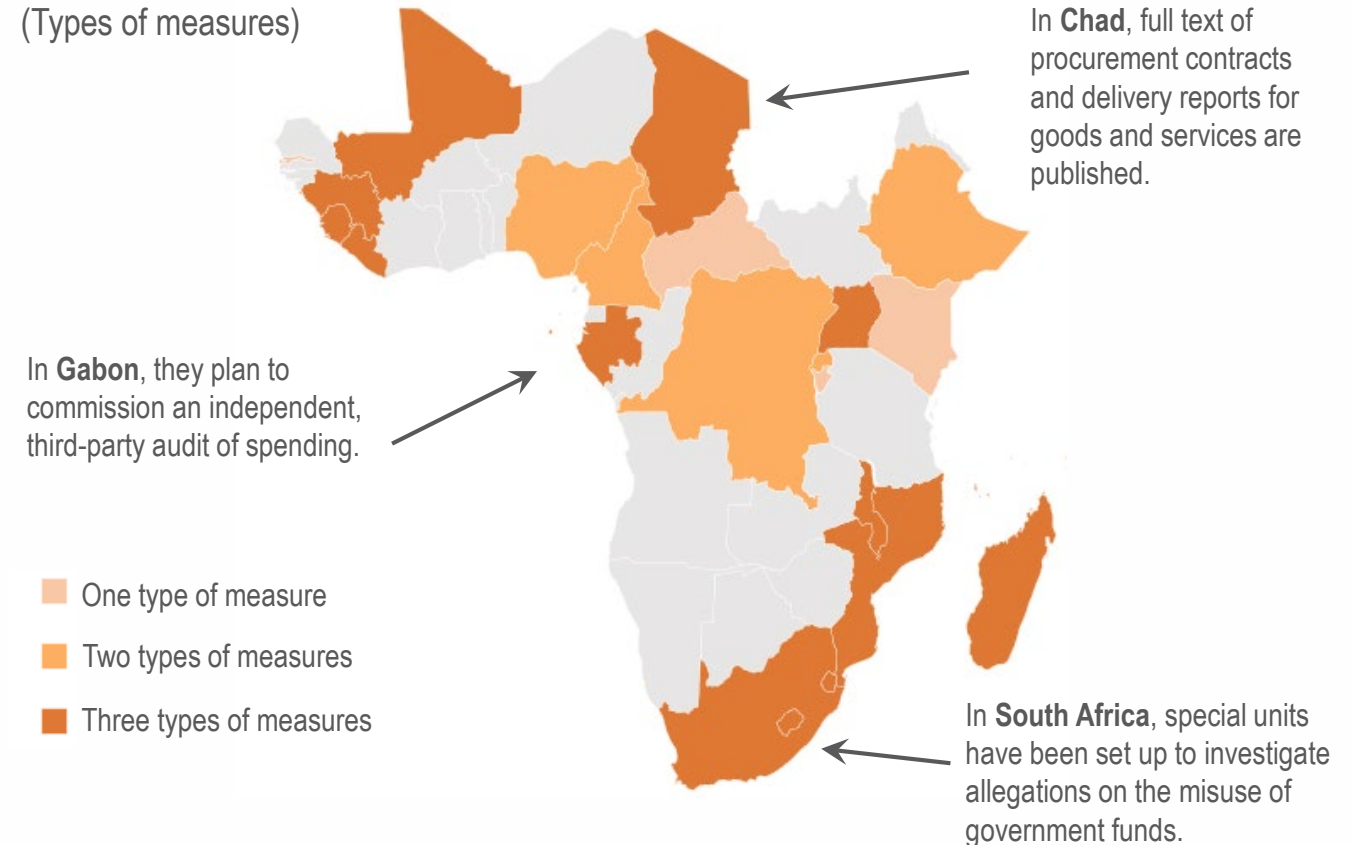 (Types of measures)
In Chad, full text of
procurement contracts
and delivery reports for
goods and services are
published.
In Gabon, they plan to
commission an independent,
third-party audit of spending.
One type of measure
Two types of measures
Three types of measures
In South Africa, special units
have been set up to investigate
allegations on the misuse of
government funds.